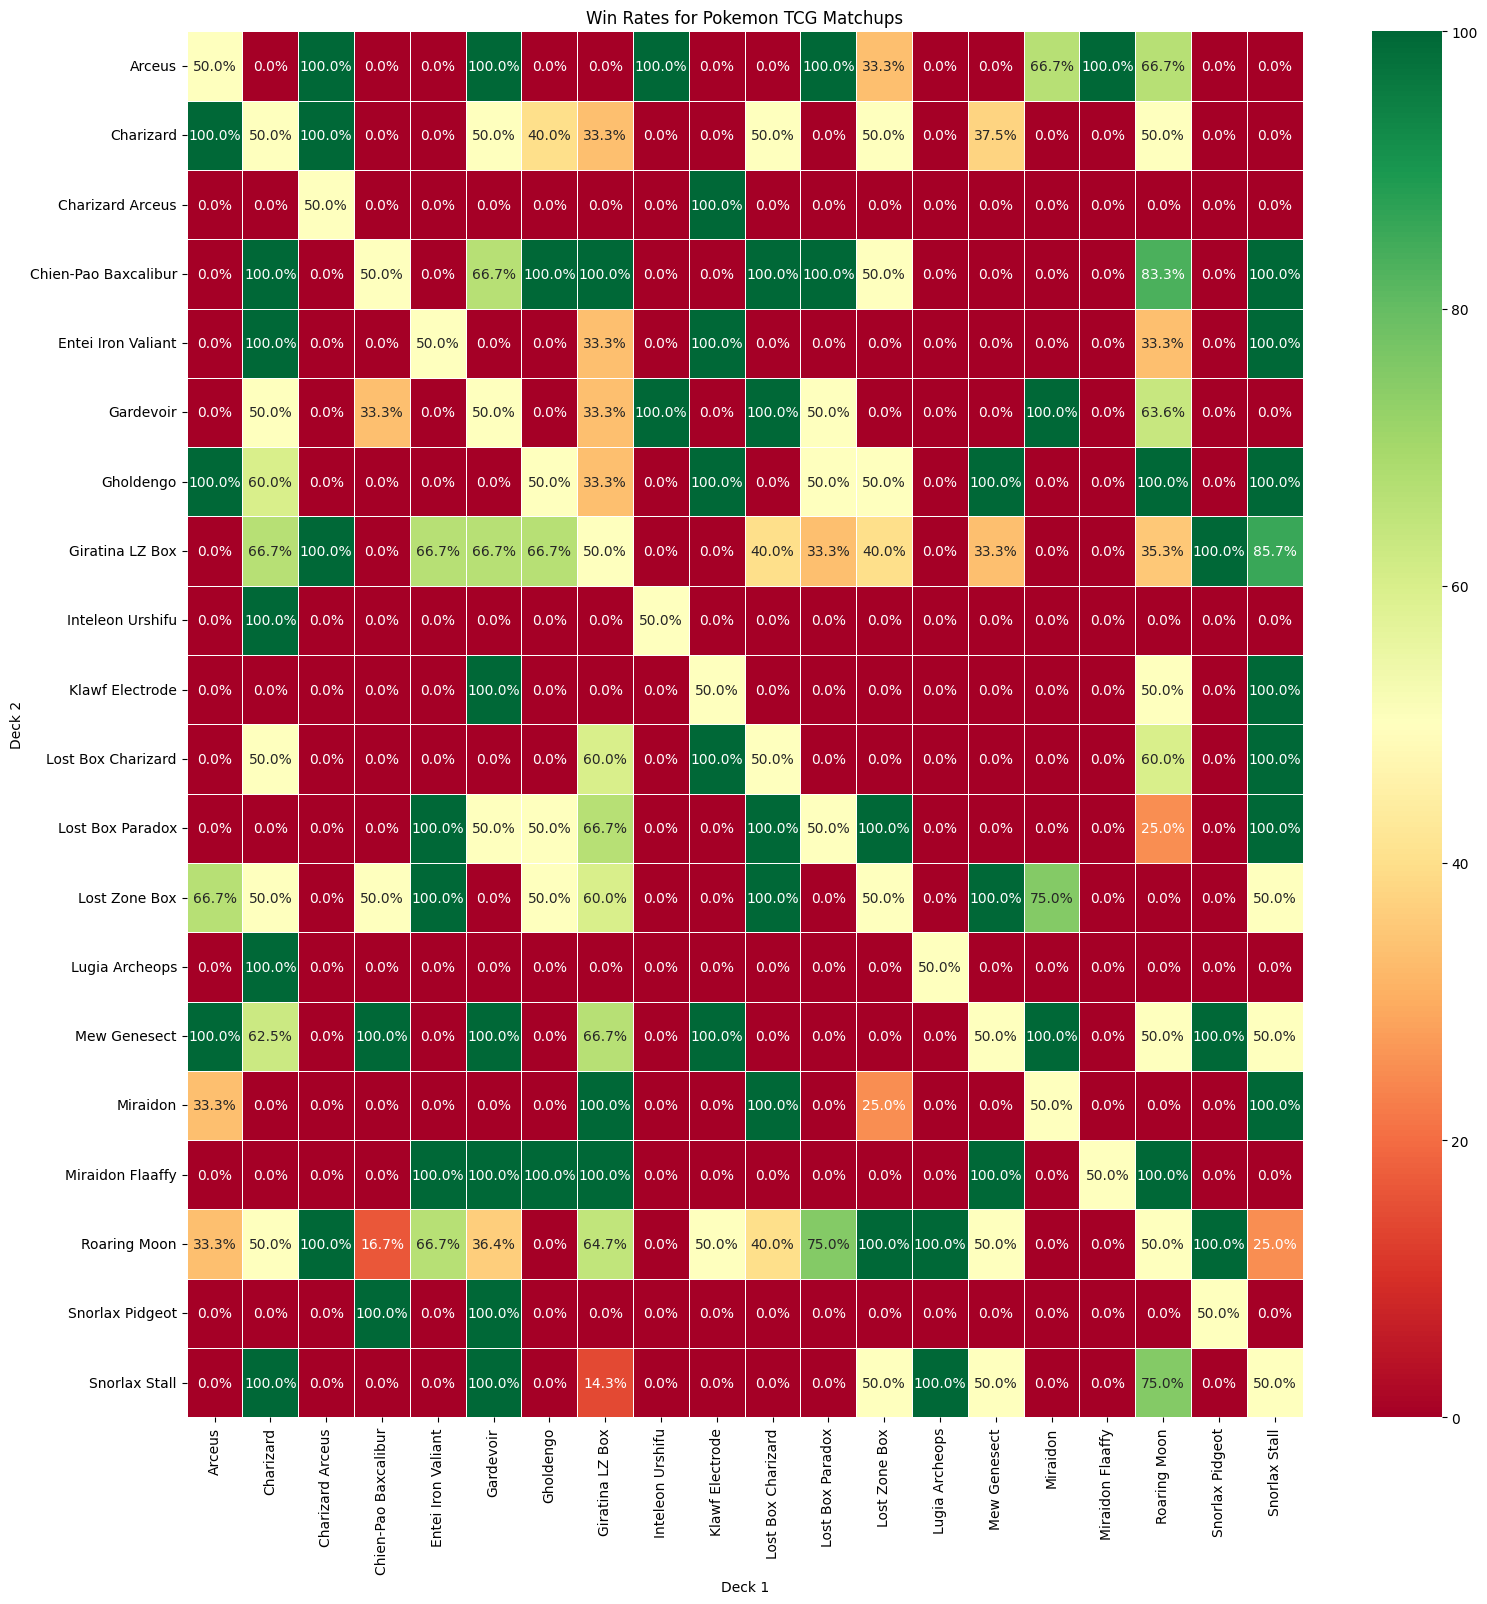 Win Rates for Pokemon TCG Matchups
Arceus 50.0% 0.0% 100.0% 0.0% 0.0% 100.0% 0.0% 0.0% 100.0% 0.0% 0.0% 100.0% 33.3% 0.0% 0.0% 66.7% 100.0% 66.7% 0.0% 0.0%
Charizard 100.0% 50.0% 100.0% 0.0% 0.0% 50.0% 40.0% 33.3% 0.0% 0.0% 50.0% 0.0% 50.0% 0.0% 37.5% 0.0% 0.0% 50.0% 0.0% 0.0%
Charizard Arceus 0.0% 0.0% 50.0% 0.0% 0.0% 0.0% 0.0% 0.0% 0.0% 100.0% 0.0% 0.0% 0.0% 0.0% 0.0% 0.0% 0.0% 0.0% 0.0% 0.0%
Chien-Pao Baxcalibur 0.0% 100.0% 0.0% 50.0% 0.0% 66.7% 100.0% 100.0% 0.0% 0.0% 100.0% 100.0% 50.0% 0.0% 0.0% 0.0% 0.0% 83.3% 0.0% 100.0%
Entei Iron Valiant 0.0% 100.0% 0.0% 0.0% 50.0% 0.0% 0.0% 33.3% 0.0% 100.0% 0.0% 0.0% 0.0% 0.0% 0.0% 0.0% 0.0% 33.3% 0.0% 100.0%
Gardevoir 0.0% 50.0% 0.0% 33.3% 0.0% 50.0% 0.0% 33.3% 100.0% 0.0% 100.0% 50.0% 0.0% 0.0% 0.0% 100.0% 0.0% 63.6% 0.0% 0.0%
Gholdengo 100.0% 60.0% 0.0% 0.0% 0.0% 0.0% 50.0% 33.3% 0.0% 100.0% 0.0% 50.0% 50.0% 0.0% 100.0% 0.0% 0.0% 100.0% 0.0% 100.0%
Giratina LZ Box 0.0% 66.7% 100.0% 0.0% 66.7% 66.7% 66.7% 50.0% 0.0% 0.0% 40.0% 33.3% 40.0% 0.0% 33.3% 0.0% 0.0% 35.3% 100.0% 85.7%
Inteleon Urshifu 0.0% 100.0% 0.0% 0.0% 0.0% 0.0% 0.0% 0.0% 50.0% 0.0% 0.0% 0.0% 0.0% 0.0% 0.0% 0.0% 0.0% 0.0% 0.0% 0.0%
Klawf Electrode 0.0% 0.0% 0.0% 0.0% 0.0% 100.0% 0.0% 0.0% 0.0% 50.0% 0.0% 0.0% 0.0% 0.0% 0.0% 0.0% 0.0% 50.0% 0.0% 100.0%
Lost Box Charizard 0.0% 50.0% 0.0% 0.0% 0.0% 0.0% 0.0% 60.0% 0.0% 100.0% 50.0% 0.0% 0.0% 0.0% 0.0% 0.0% 0.0% 60.0% 0.0% 100.0%
Lost Box Paradox 0.0% 0.0% 0.0% 0.0% 100.0% 50.0% 50.0% 66.7% 0.0% 0.0% 100.0% 50.0% 100.0% 0.0% 0.0% 0.0% 0.0% 25.0% 0.0% 100.0%
Lost Zone Box 66.7% 50.0% 0.0% 50.0% 100.0% 0.0% 50.0% 60.0% 0.0% 0.0% 100.0% 0.0% 50.0% 0.0% 100.0% 75.0% 0.0% 0.0% 0.0% 50.0%
Lugia Archeops 0.0% 100.0% 0.0% 0.0% 0.0% 0.0% 0.0% 0.0% 0.0% 0.0% 0.0% 0.0% 0.0% 50.0% 0.0% 0.0% 0.0% 0.0% 0.0% 0.0%
Mew Genesect 100.0% 62.5% 0.0% 100.0% 0.0% 100.0% 0.0% 66.7% 0.0% 100.0% 0.0% 0.0% 0.0% 0.0% 50.0% 100.0% 0.0% 50.0% 100.0% 50.0%
Miraidon 33.3% 0.0% 0.0% 0.0% 0.0% 0.0% 0.0% 100.0% 0.0% 0.0% 100.0% 0.0% 25.0% 0.0% 0.0% 50.0% 0.0% 0.0% 0.0% 100.0%
Miraidon Flaaffy 0.0% 0.0% 0.0% 0.0% 100.0% 100.0% 100.0% 100.0% 0.0% 0.0% 0.0% 0.0% 0.0% 0.0% 100.0% 0.0% 50.0% 100.0% 0.0% 0.0%
Roaring Moon 33.3% 50.0% 100.0% 16.7% 66.7% 36.4% 0.0% 64.7% 0.0% 50.0% 40.0% 75.0% 100.0% 100.0% 50.0% 0.0% 0.0% 50.0% 100.0% 25.0%
Snorlax Pidgeot 0.0% 0.0% 0.0% 100.0% 0.0% 100.0% 0.0% 0.0% 0.0% 0.0% 0.0% 0.0% 0.0% 0.0% 0.0% 0.0% 0.0% 0.0% 50.0% 0.0%
Snorlax Stall 0.0% 100.0% 0.0% 0.0% 0.0% 100.0% 0.0% 14.3% 0.0% 0.0% 0.0% 0.0% 50.0% 100.0% 50.0% 0.0% 0.0% 75.0% 0.0% 50.0%
Deck 2
Arceus
Charizard
Charizard Arceus
Chien-Pao Baxcalibur
Entei Iron Valiant
Gardevoir
Gholdengo
Giratina LZ Box
Inteleon Urshifu
Klawf Electrode
Lost Box Charizard
Lost Box Paradox
Lost Zone Box
Lugia Archeops
Mew Genesect
Miraidon
Miraidon Flaaffy
Roaring Moon
Snorlax Pidgeot
Snorlax Stall
Deck 1
100
80
60
40
20
0